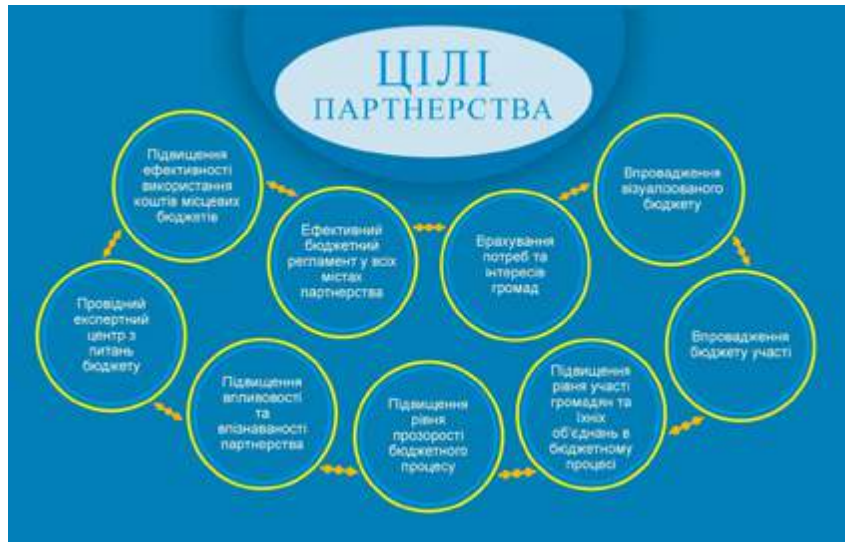 ЦІЛІ
ПАРТНЕРСТВА
Підвищення
ефективності
використання
коштів місцевих
бюджетів
Ефективний
бюджетний
регламент у всіх
містах
партнерства
Врахування
потреб та
інтересів
громад
Впровадження
візуалізованого
бюджету
Провідний
експертний
центр з
питань
бюджету
Підвищення
впливовості
та
впізнаваності
партнерства
Підвищення
рівня
прозорості
бюджетного
процесу
Підвищення
рівня участі
громадян та
їхніх
об'єднань в
бюджетному
процесі
Впровадження
бюджету участі